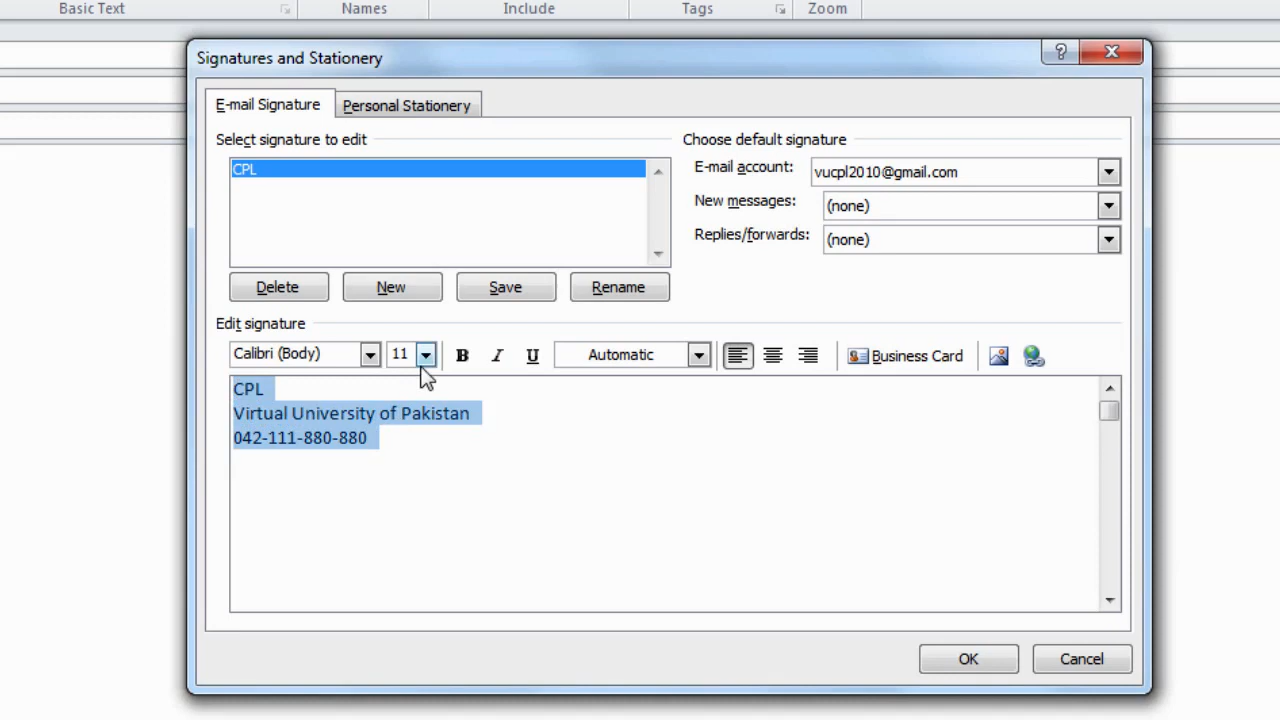 Basic Text Names Include Tags Zoom
Signatures and Stationery
E-mail Signature Personal Stationery
Select signature to edit
CPL
Delete New Save Rename
Choose default signature
E-mail account: vucpl2010@gmail.com
New messages: (none)
Replies/forwards: (none)
Edit signature
Calibri (Body) 11 B I U Automatic Business Card
CPL
Virtual University of Pakistan
042-111-880-880
OK Cancel